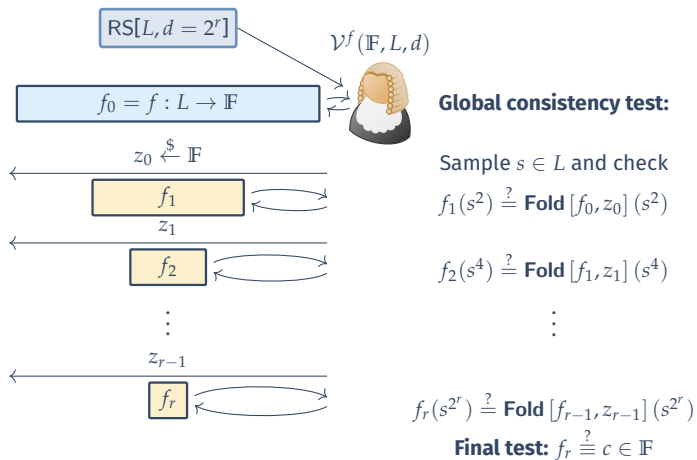 RS[L, d = 2^r]
𝒱^f(𝔽, L, d)
f_0 = f : L → 𝔽
Global consistency test:
z_0 ←$ 𝔽
Sample s ∈ L and check
f_1
f_1(s^2) ≟ Fold [f_0, z_0] (s^2)
z_1
f_2
f_2(s^4) ≟ Fold [f_1, z_1] (s^4)
⋮ ⋮
z_{r−1}
f_r
f_r(s^{2^r}) ≟ Fold [f_{r−1}, z_{r−1}] (s^{2^r})
Final test: f_r ≡? c ∈ 𝔽